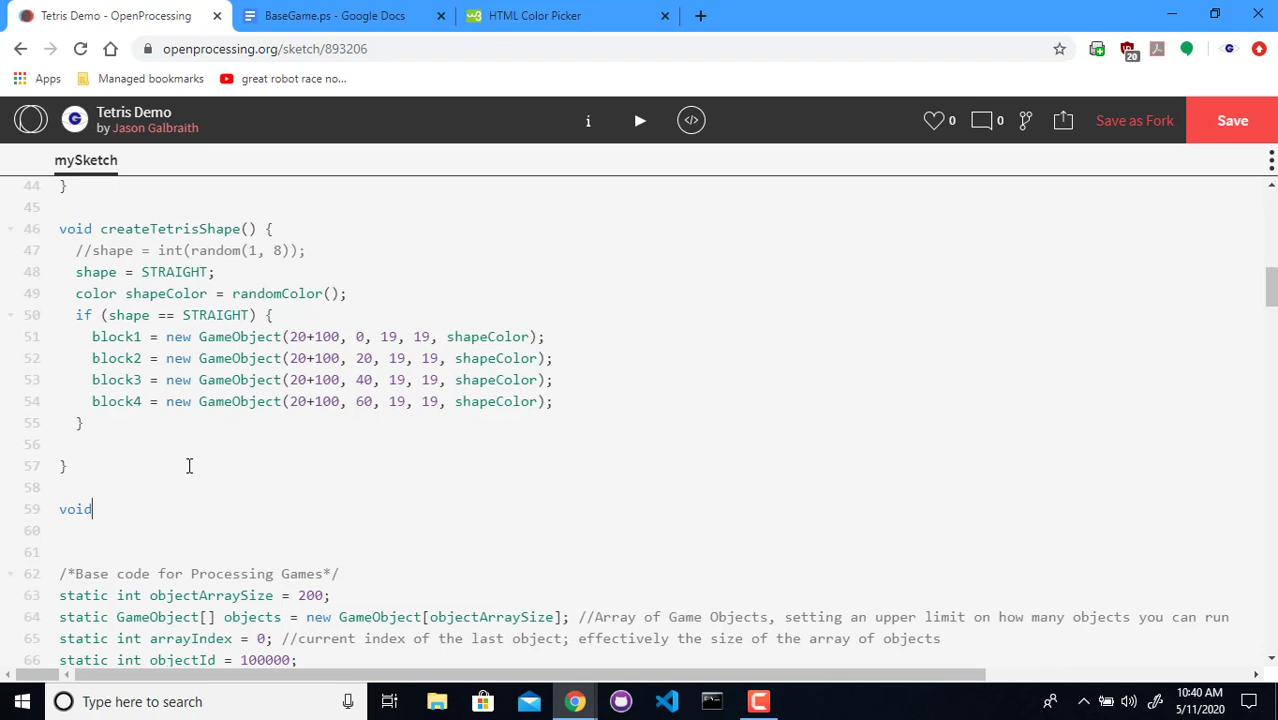 Tetris Demo - OpenProcessing
BaseGame.ps - Google Docs
HTML Color Picker
openprocessing.org/sketch/893206
20
Apps
Managed bookmarks
great robot race no...
Tetris Demo
by Jason Galbraith
0
0
Save as Fork
Save
mySketch
44 }
45
46 void createTetrisShape() {
47 //shape = int(random(1, 8));
48 shape = STRAIGHT;
49 color shapeColor = randomColor();
50 if (shape == STRAIGHT) {
51 block1 = new GameObject(20+100, 0, 19, 19, shapeColor);
52 block2 = new GameObject(20+100, 20, 19, 19, shapeColor);
53 block3 = new GameObject(20+100, 40, 19, 19, shapeColor);
54 block4 = new GameObject(20+100, 60, 19, 19, shapeColor);
55 }
56
57 }
58
59 void
60
61
62 /*Base code for Processing Games*/
63 static int objectArraySize = 200;
64 static GameObject[] objects = new GameObject[objectArraySize]; //Array of Game Objects, setting an upper limit on how many objects you can run
65 static int arrayIndex = 0; //current index of the last object; effectively the size of the array of objects
66 static int objectId = 100000;
Type here to search
10:40 AM
5/11/2020